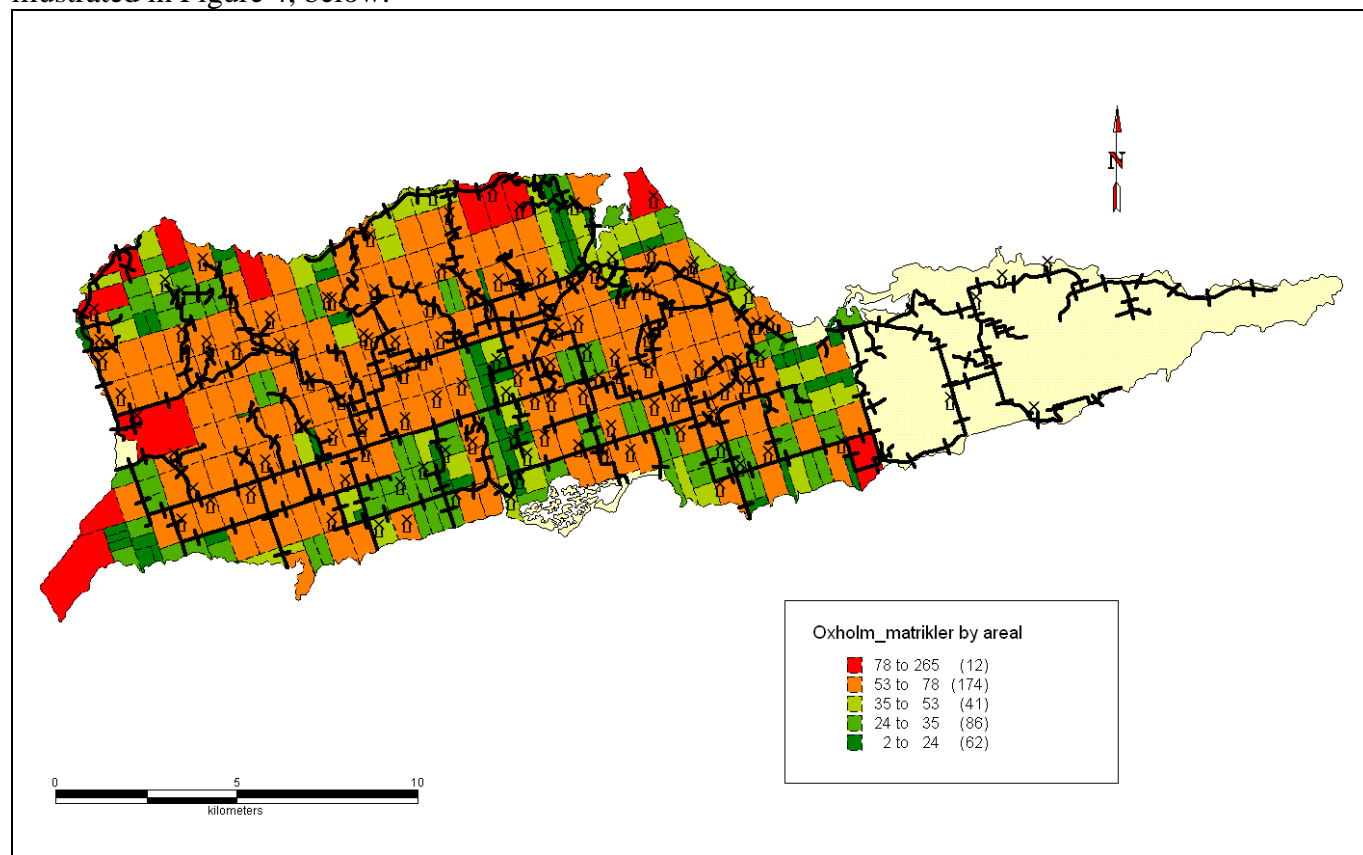 illustrated in Figure 4, below.
N
Oxholm_matrikler by areal
78 to 265 (12)
53 to 78 (174)
35 to 53 (41)
24 to 35 (86)
2 to 24 (62)
0 5 10
kilometers